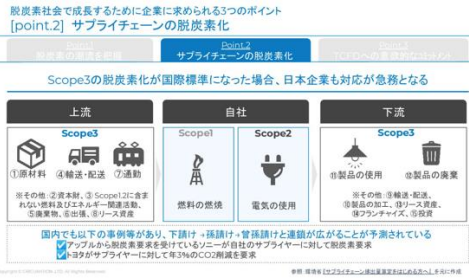 脱炭素社会で成長するために企業に求められる3つのポイント
[point.2] サプライチェーンの脱炭素化
Point.1
Point.2
Point.3
サプライチェーンの脱炭素化
Scope3の脱炭素化が国際標準になった場合、日本企業も対応が急務となる
上流
自社
下流
Scope3
Scope1
Scope2
Scope3
①原材料
④輸送・配送
⑦通勤
燃料の燃焼
電気の使用
⑪製品の使用
⑫製品の廃棄
※その他:②資本財、③Scope1,2に含ま
れない燃料及びエネルギー関連活動、
⑤廃棄物、⑥出張、⑧リース資産
※その他:⑨輸送・配送、
⑩製品の加工、⑬リース資産、
⑭フランチャイズ、⑮投資
国内でも以下の事例等があり、下請け→孫請け→曾孫請けと連鎖が広がることが予測されている
アップルから脱炭素要求を受けているソニーが自社のサプライヤーに対して脱炭素要求
トヨタがサプライヤーに対して年3%のCO2削減を要求